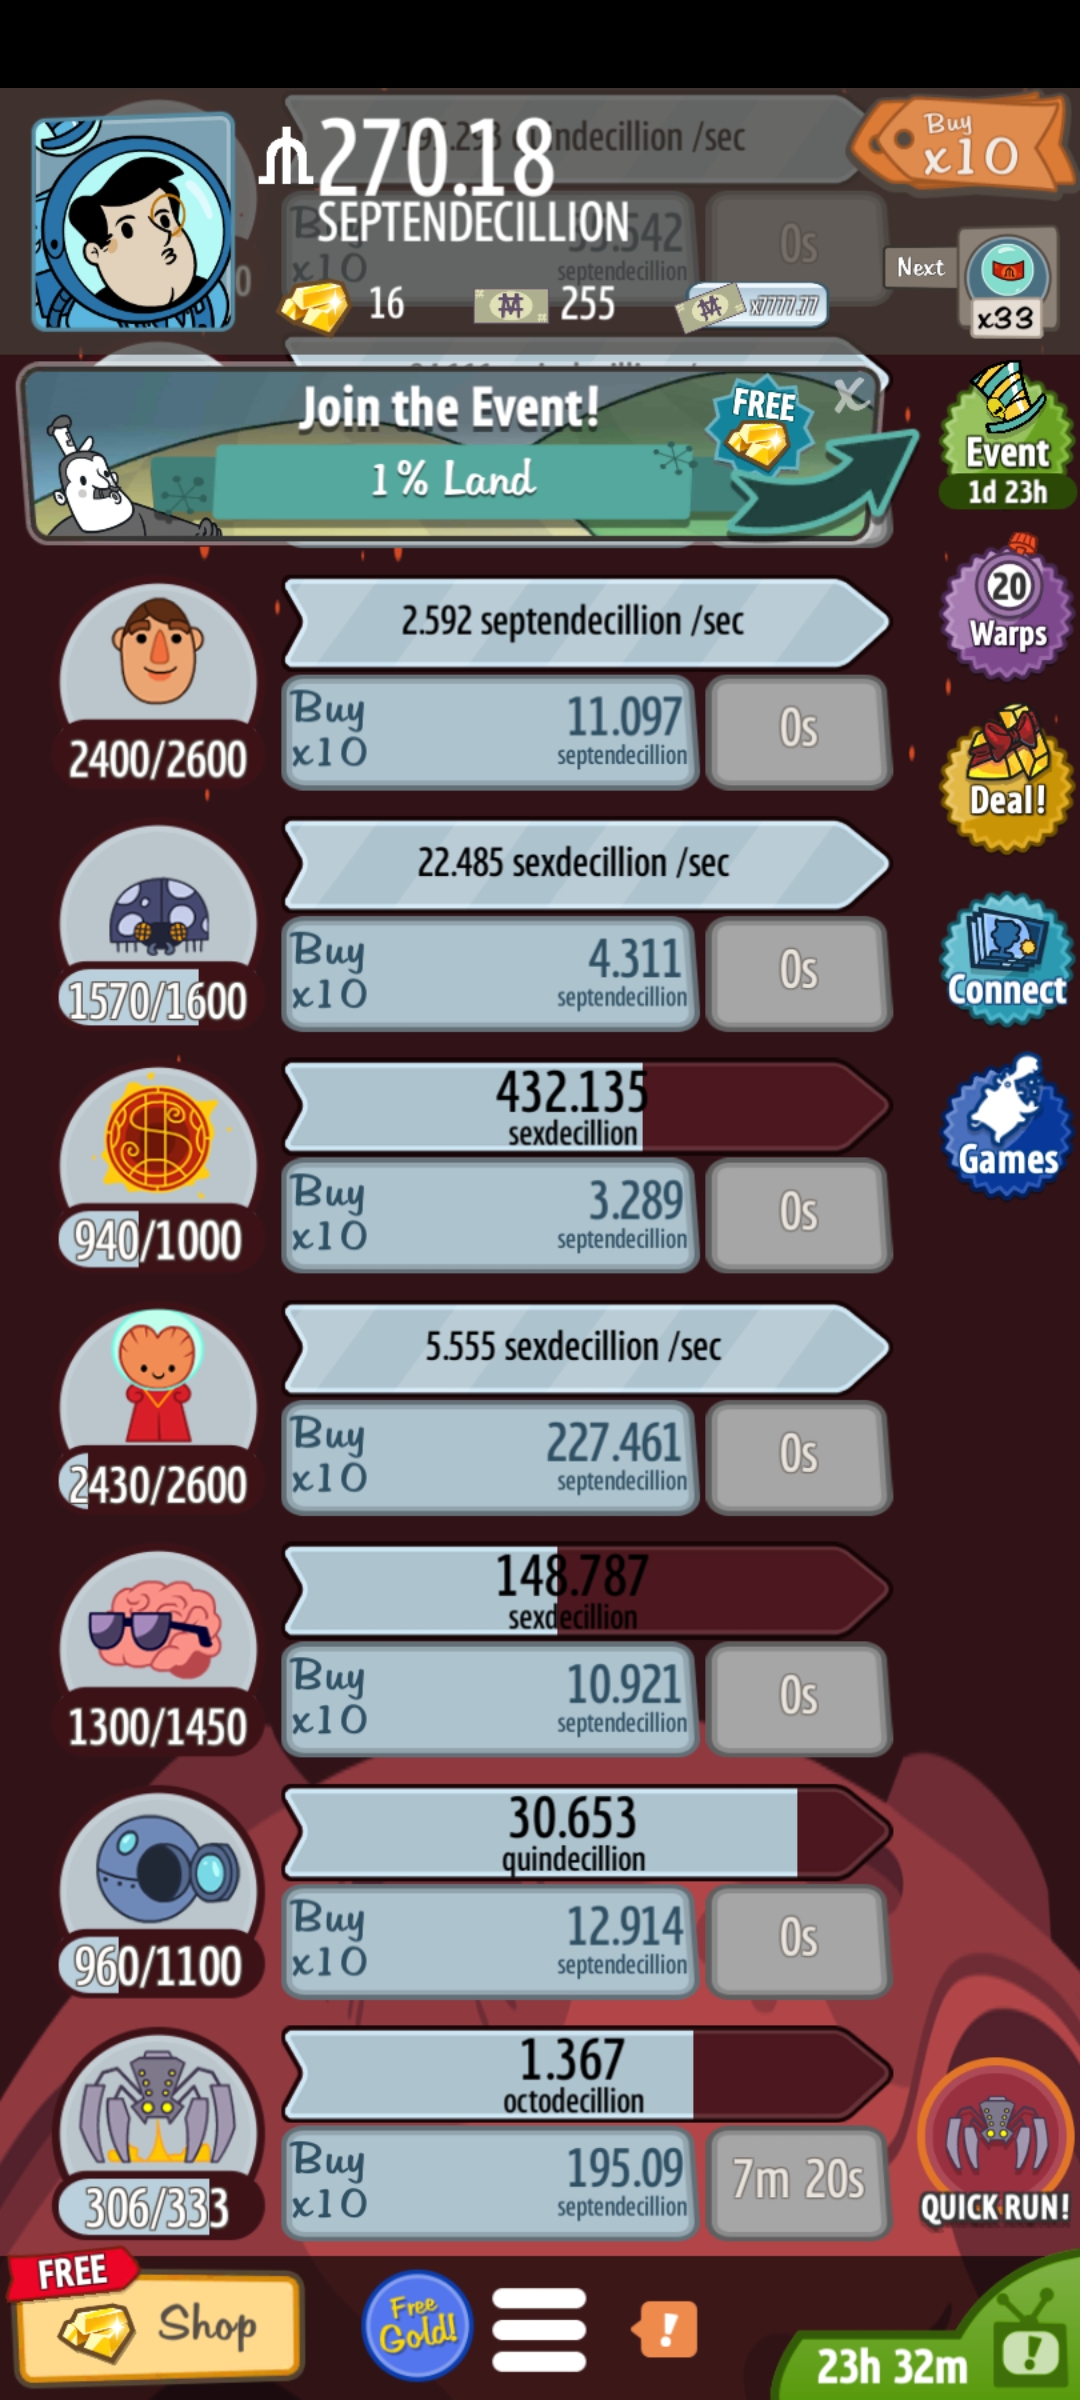 270.18
SEPTENDECILLION
16
255
x7777.77
Buy
x10
quindecillion /sec
Buy
x10
septendecillion
0s
Next
x33
Join the Event!
1% Land
FREE
X
Event
1d 23h
2.592 septendecillion /sec
Buy
x10
11.097
septendecillion
0s
2400/2600
20
Warps
22.485 sexdecillion /sec
Buy
x10
4.311
septendecillion
0s
1570/1600
Deal!
432.135
sexdecillion
Buy
x10
3.289
septendecillion
0s
940/1000
Connect
Games
5.555 sexdecillion /sec
Buy
x10
227.461
septendecillion
0s
2430/2600
148.787
sexdecillion
Buy
x10
10.921
septendecillion
0s
1300/1450
30.653
quindecillion
Buy
x10
12.914
septendecillion
0s
960/1100
1.367
octodecillion
Buy
x10
195.09
septendecillion
7m 20s
306/333
QUICK RUN!
FREE
Shop
Free
Gold!
!
23h 32m
!